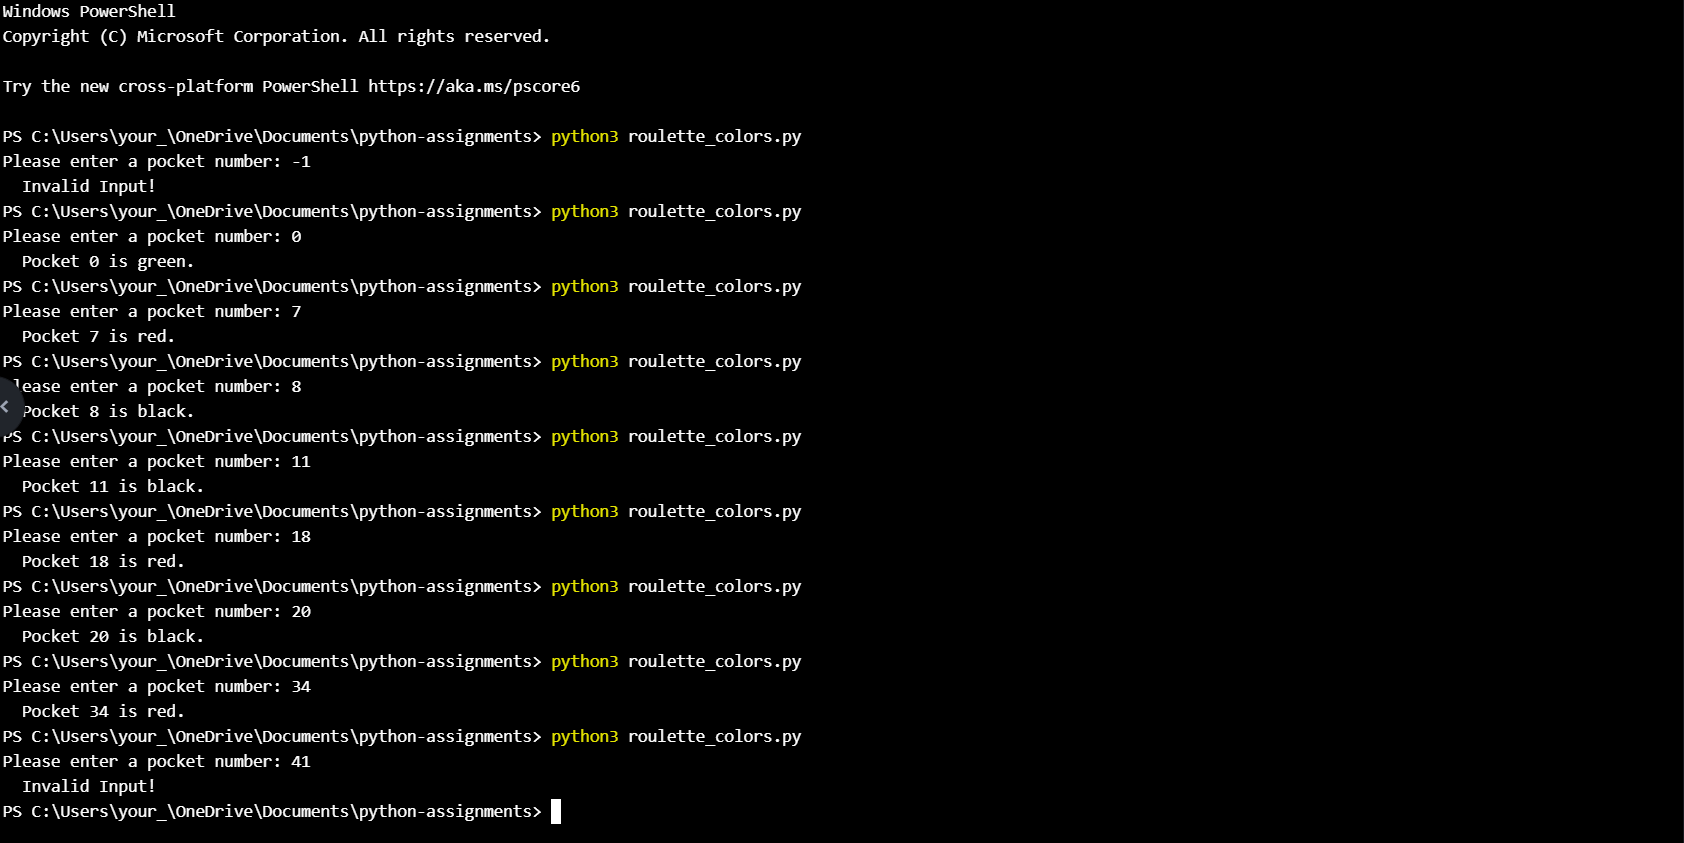 Windows PowerShell
Copyright (C) Microsoft Corporation. All rights reserved.
Try the new cross-platform PowerShell https://aka.ms/pscore6
PS C:\Users\your_\OneDrive\Documents\python-assignments> python3 roulette_colors.py
Please enter a pocket number: -1
  Invalid Input!
PS C:\Users\your_\OneDrive\Documents\python-assignments> python3 roulette_colors.py
Please enter a pocket number: 0
  Pocket 0 is green.
PS C:\Users\your_\OneDrive\Documents\python-assignments> python3 roulette_colors.py
Please enter a pocket number: 7
  Pocket 7 is red.
PS C:\Users\your_\OneDrive\Documents\python-assignments> python3 roulette_colors.py
Please enter a pocket number: 8
  Pocket 8 is black.
PS C:\Users\your_\OneDrive\Documents\python-assignments> python3 roulette_colors.py
Please enter a pocket number: 11
  Pocket 11 is black.
PS C:\Users\your_\OneDrive\Documents\python-assignments> python3 roulette_colors.py
Please enter a pocket number: 18
  Pocket 18 is red.
PS C:\Users\your_\OneDrive\Documents\python-assignments> python3 roulette_colors.py
Please enter a pocket number: 20
  Pocket 20 is black.
PS C:\Users\your_\OneDrive\Documents\python-assignments> python3 roulette_colors.py
Please enter a pocket number: 34
  Pocket 34 is red.
PS C:\Users\your_\OneDrive\Documents\python-assignments> python3 roulette_colors.py
Please enter a pocket number: 41
  Invalid Input!
PS C:\Users\your_\OneDrive\Documents\python-assignments>